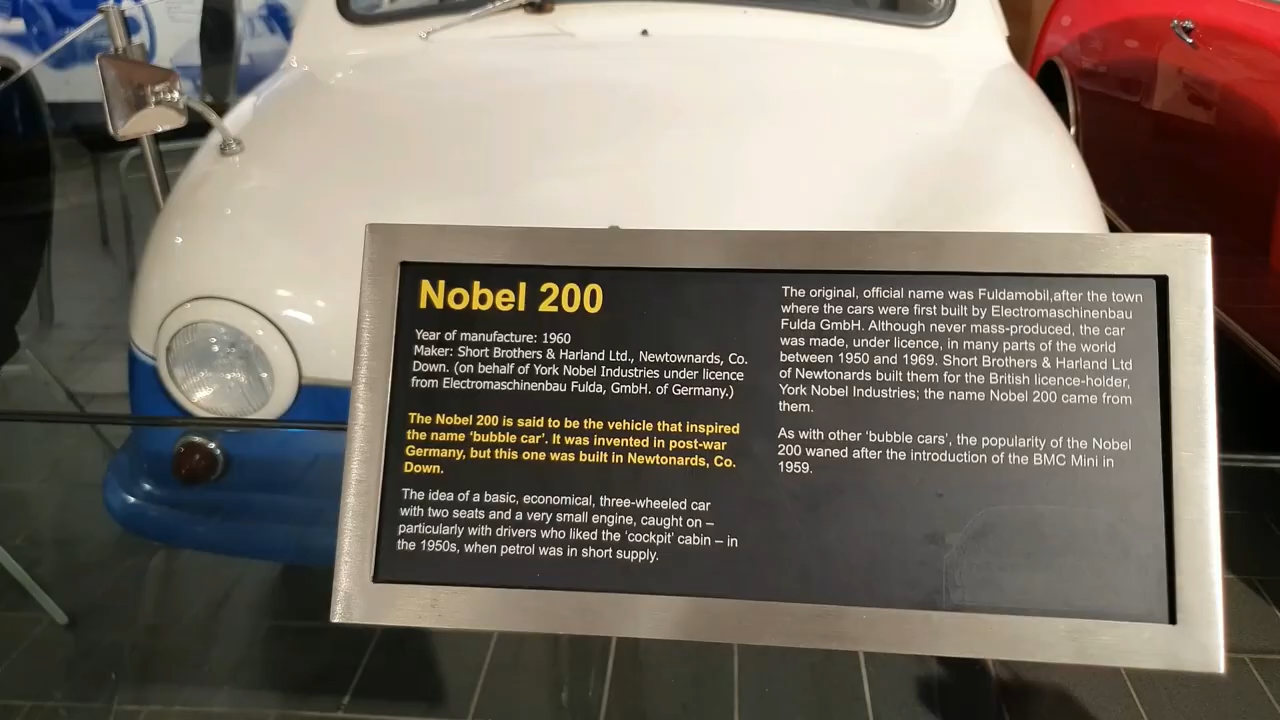 Nobel 200
Year of manufacture: 1960
Maker: Short Brothers & Harland Ltd., Newtownards, Co.
Down. (on behalf of York Nobel Industries under licence
from Electromaschinenbau Fulda, GmbH. of Germany.)
The Nobel 200 is said to be the vehicle that inspired
the name ‘bubble car’. It was invented in post-war
Germany, but this one was built in Newtonards, Co.
Down.
The idea of a basic, economical, three-wheeled car
with two seats and a very small engine, caught on –
particularly with drivers who liked the ‘cockpit’ cabin – in
the 1950s, when petrol was in short supply.
The original, official name was Fuldamobil,after the town
where the cars were first built by Electromaschinenbau
Fulda GmbH. Although never mass-produced, the car
was made, under licence, in many parts of the world
between 1950 and 1969. Short Brothers & Harland Ltd
of Newtonards built them for the British licence-holder,
York Nobel Industries; the name Nobel 200 came from
them.
As with other ‘bubble cars’, the popularity of the Nobel
200 waned after the introduction of the BMC Mini in
1959.